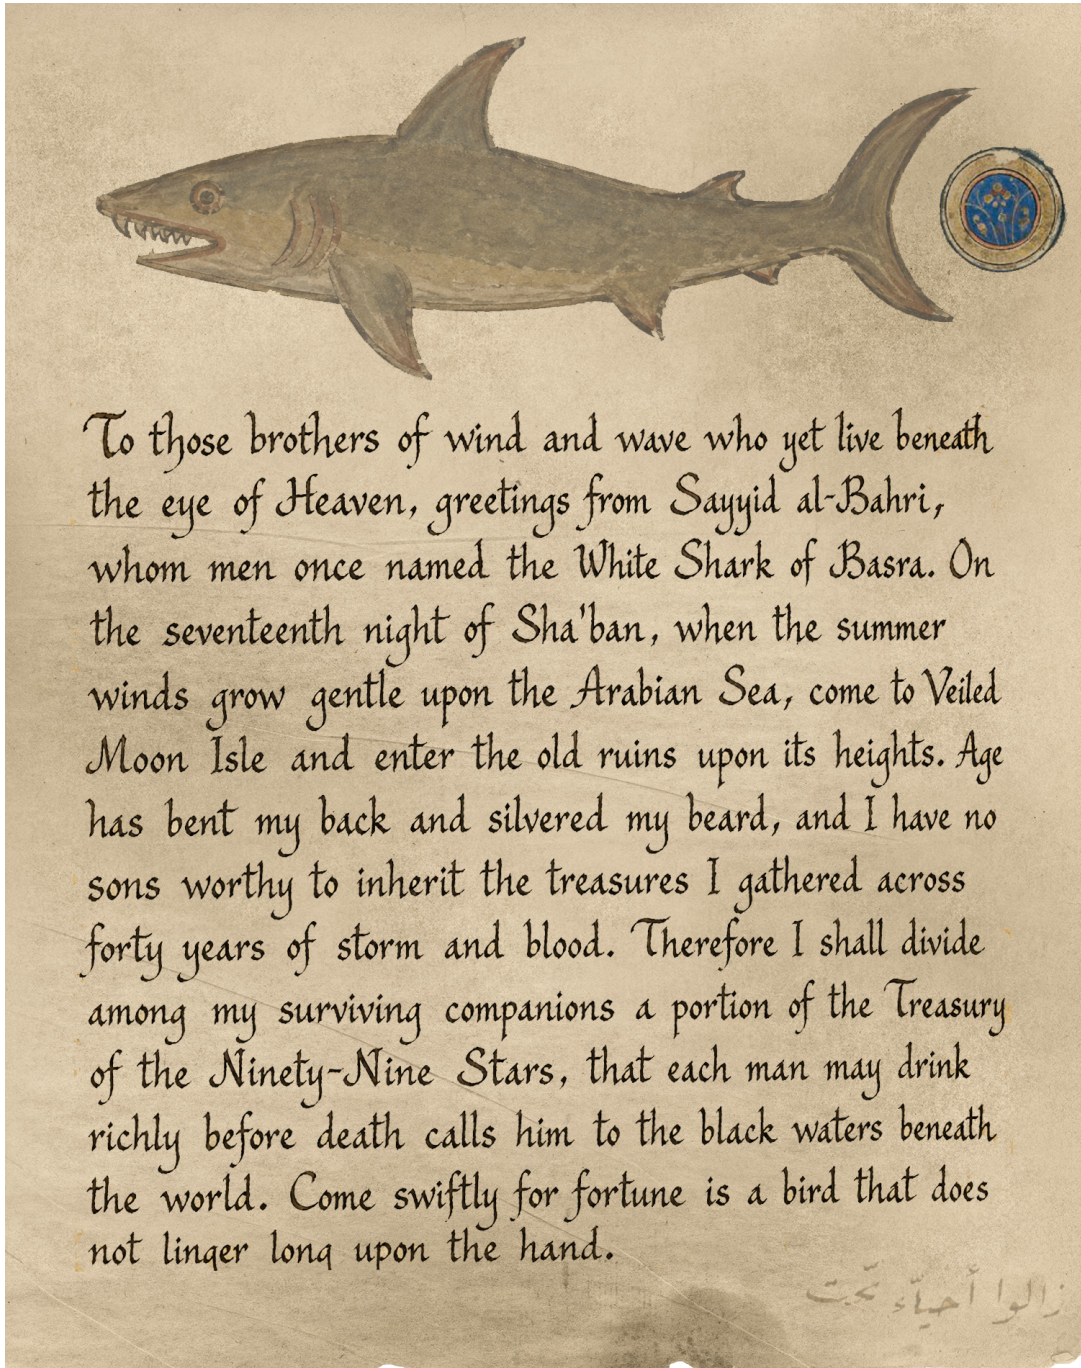 To those brothers of wind and wave who yet live beneath
the eye of Heaven, greetings from Sayyid al-Bahri,
whom men once named the White Shark of Basra. On
the seventeenth night of Sha'ban, when the summer
winds grow gentle upon the Arabian Sea, come to Veiled
Moon Isle and enter the old ruins upon its heights. Age
has bent my back and silvered my beard, and I have no
sons worthy to inherit the treasures I gathered across
forty years of storm and blood. Therefore I shall divide
among my surviving companions a portion of the Treasury
of the Ninety-Nine Stars, that each man may drink
richly before death calls him to the black waters beneath
the world. Come swiftly for fortune is a bird that does
not linger long upon the hand.
زالوا أحياّء تحّت